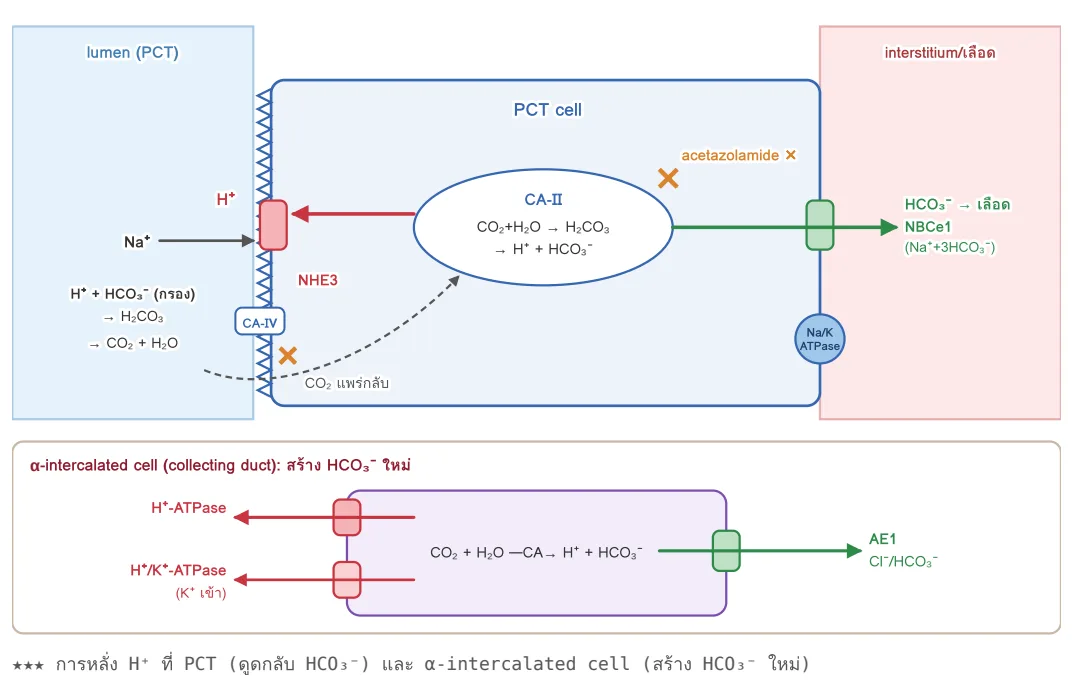 lumen (PCT)
interstitium/เลือด
PCT cell
acetazolamide ✕
H⁺
CA-II
CO₂+H₂O → H₂CO₃
→ H⁺ + HCO₃⁻
HCO₃⁻ → เลือด
NBCe1
(Na⁺+3HCO₃⁻)
Na⁺
NHE3
H⁺ + HCO₃⁻ (กรอง)
→ H₂CO₃
→ CO₂ + H₂O
CA-IV
Na/K
ATPase
CO₂ แพร่กลับ
α-intercalated cell (collecting duct): สร้าง HCO₃⁻ ใหม่
H⁺-ATPase
CO₂ + H₂O —CA→ H⁺ + HCO₃⁻
AE1
Cl⁻/HCO₃⁻
H⁺/K⁺-ATPase
(K⁺ เข้า)
★★★ การหลั่ง H⁺ ที่ PCT (ดูดกลับ HCO₃⁻) และ α-intercalated cell (สร้าง HCO₃⁻ ใหม่)